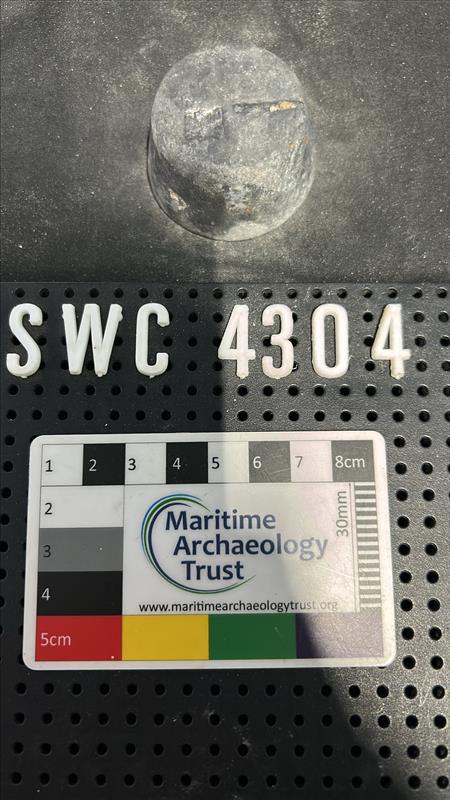 SWC 4304
1 2 3 4 5 6 7 8cm
2
3
4
5cm
30mm
Maritime
Archaeology
Trust
www.maritimearchaeologytrust.org